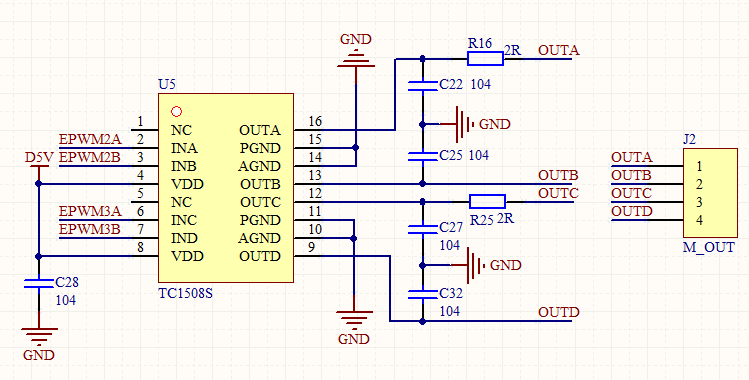 GND
R16 2R OUTA
U5
C22 104
1 NC OUTA 16
EPWM2A 2 INA PGND 15
GND
D5V EPWM2B 3 INB AGND 14
C25 104
4 VDD OUTB 13 OUTB
5 NC OUTC 12 OUTC
R25 2R
EPWM3A 6 INC PGND 11
C27
104
EPWM3B 7 IND AGND 10
8 VDD OUTD 9
GND
C28
104
TC1508S
C32
104
OUTD
GND
GND
J2
OUTA 1
OUTB 2
OUTC 3
OUTD 4
M_OUT